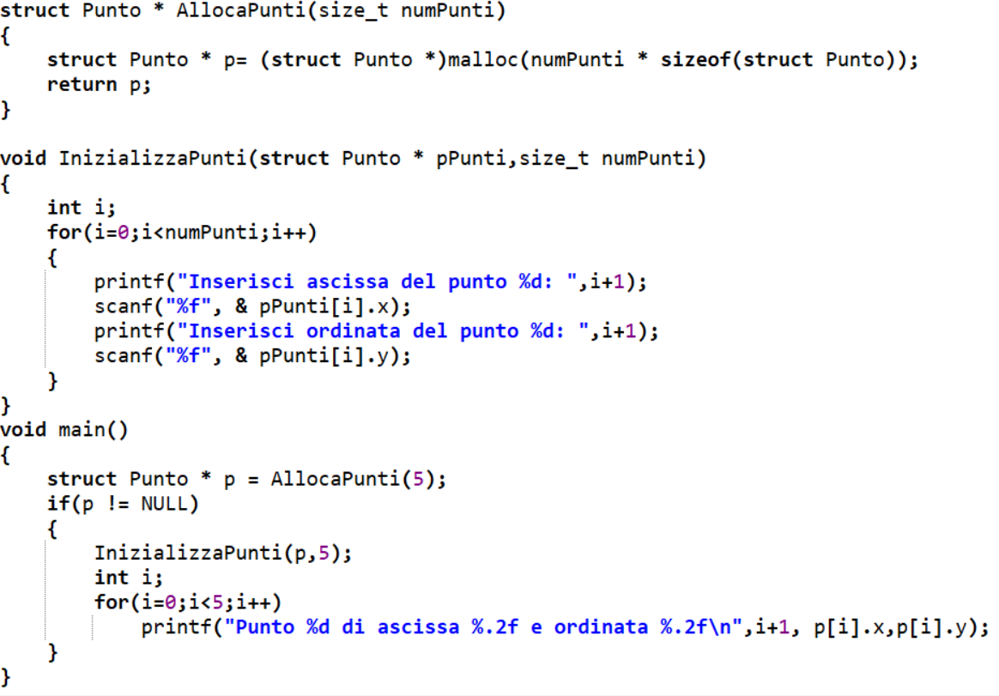 struct Punto * AllocaPunti(size_t numPunti)
{
    struct Punto * p= (struct Punto *)malloc(numPunti * sizeof(struct Punto));
    return p;
}

void InizializzaPunti(struct Punto * pPunti,size_t numPunti)
{
    int i;
    for(i=0;i<numPunti;i++)
    {
        printf("Inserisci ascissa del punto %d: ",i+1);
        scanf("%f", & pPunti[i].x);
        printf("Inserisci ordinata del punto %d: ",i+1);
        scanf("%f", & pPunti[i].y);
    }
}
void main()
{
    struct Punto * p = AllocaPunti(5);
    if(p != NULL)
    {
        InizializzaPunti(p,5);
        int i;
        for(i=0;i<5;i++)
            printf("Punto %d di ascissa %.2f e ordinata %.2f\n",i+1, p[i].x,p[i].y);
    }
}